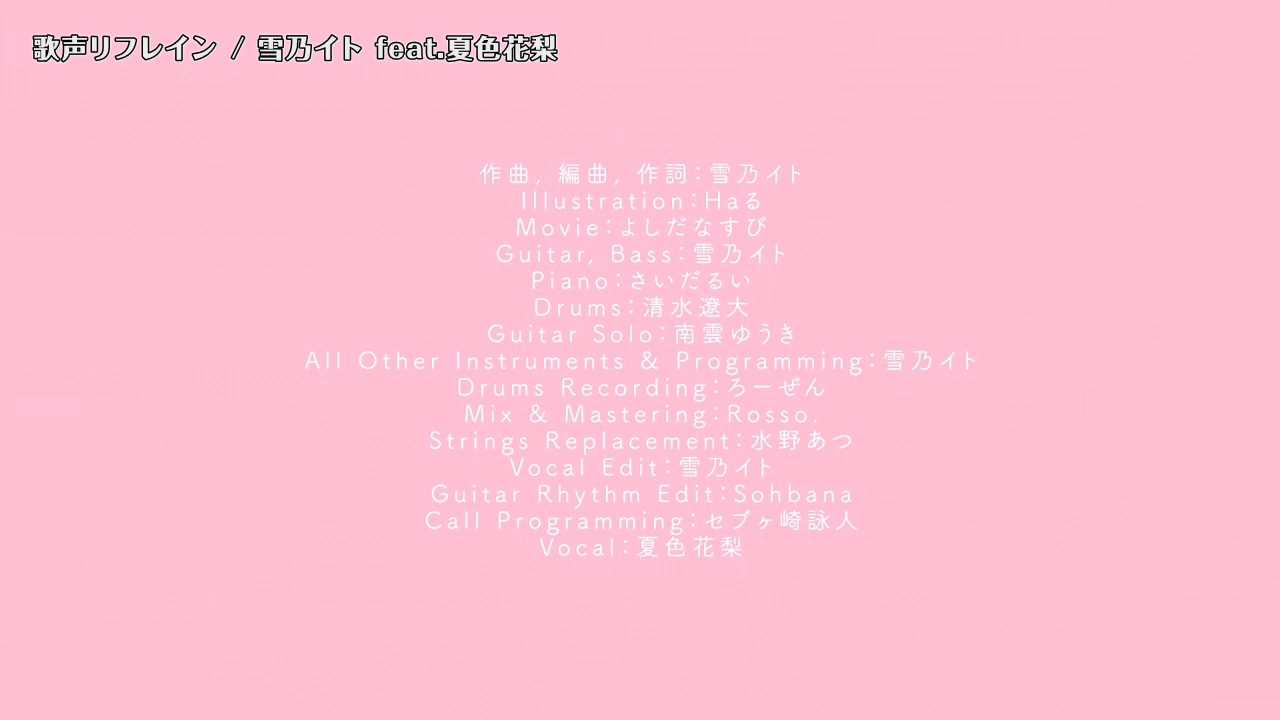 歌声リフレイン / 雪乃イト feat.夏色花梨
作曲, 編曲, 作詞：雪乃イト
Illustration：Haる
Movie：よしだなすび
Guitar, Bass：雪乃イト
Piano：さいだるい
Drums：清水遼大
Guitar Solo：南雲ゆうき
All Other Instruments & Programming：雪乃イト
Drums Recording：ろーぜん
Mix & Mastering：Rosso.
Strings Replacement：水野あつ
Vocal Edit：雪乃イト
Guitar Rhythm Edit：Sohbana
Call Programming：セブヶ崎詠人
Vocal：夏色花梨